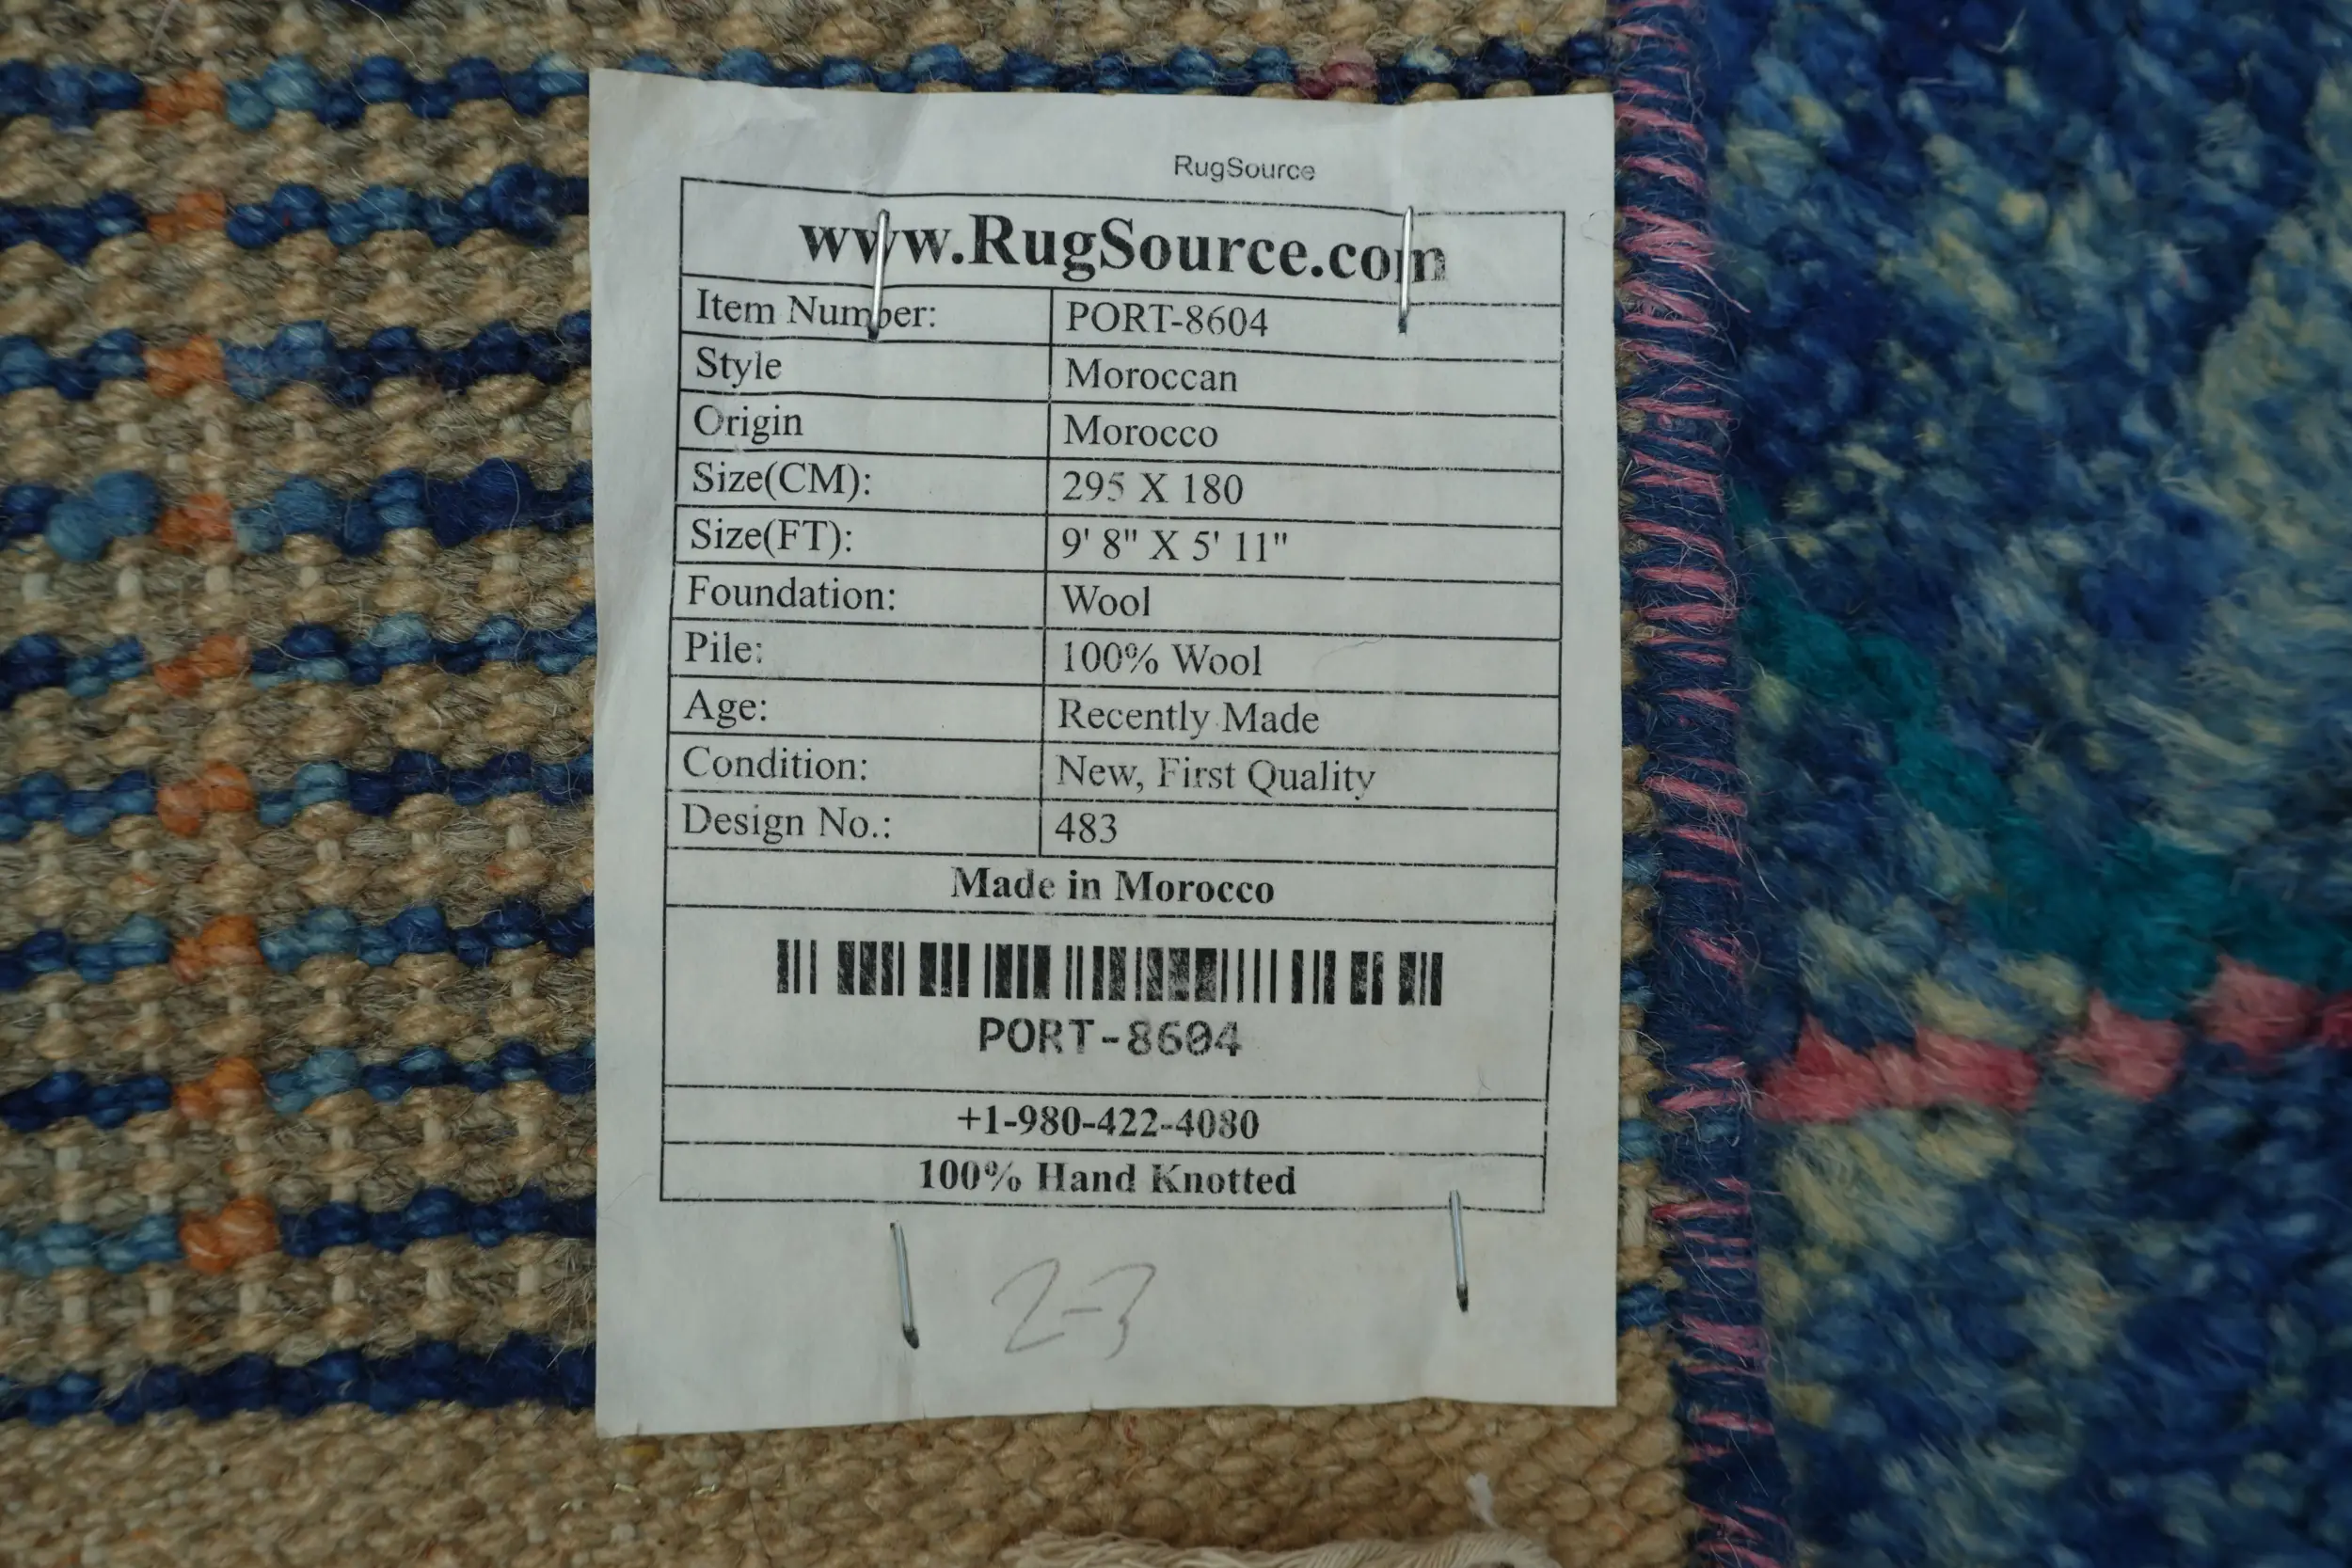 RugSource
www.RugSource.com
Item Number: PORT-8604
Style Moroccan
Origin Morocco
Size(CM): 295 X 180
Size(FT): 9' 8" X 5' 11"
Foundation: Wool
Pile: 100% Wool
Age: Recently Made
Condition: New, First Quality
Design No.: 483
Made in Morocco
PORT-8604
+1-980-422-4080
100% Hand Knotted
2-3